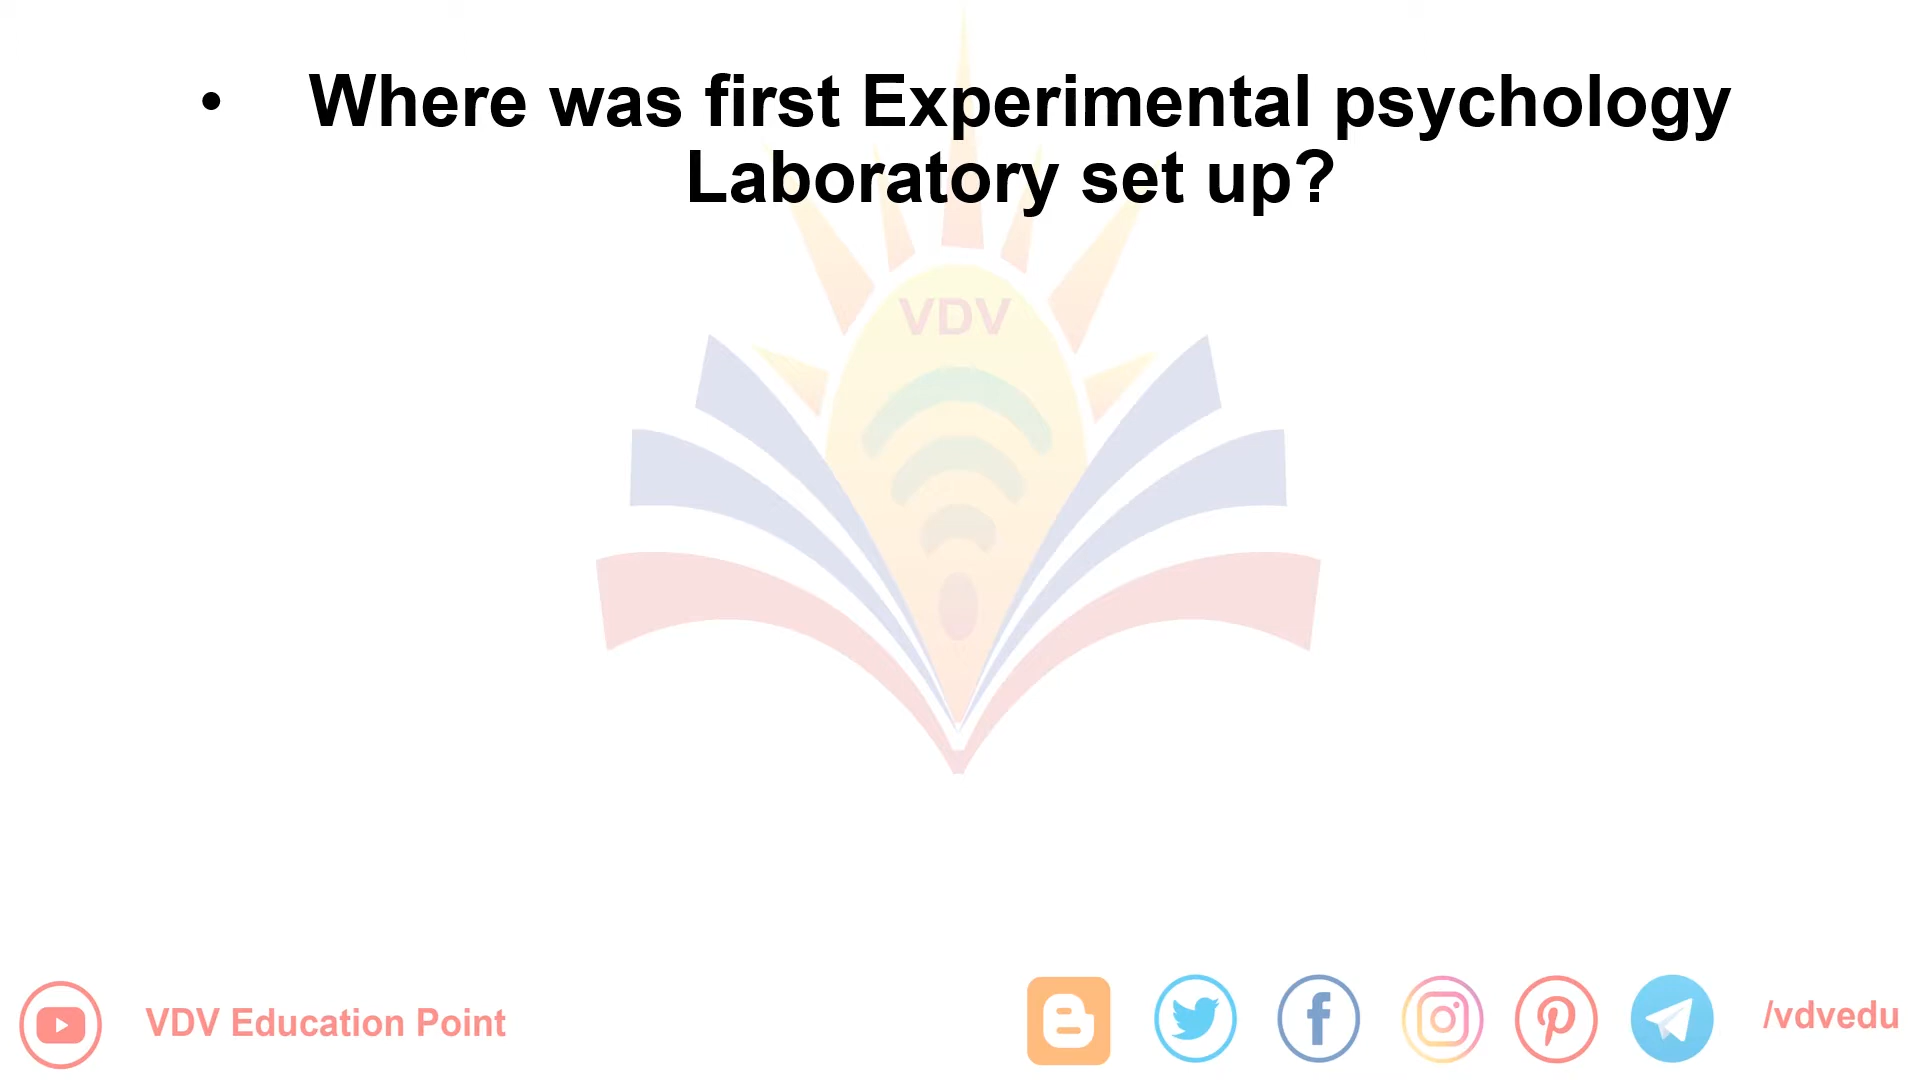 • Where was first Experimental psychology
Laboratory set up?
VDV
VDV Education Point
/vdvedu